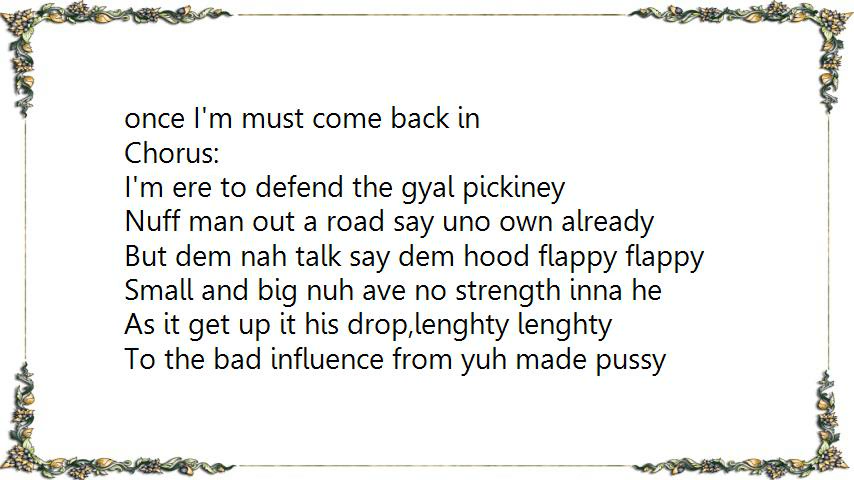 once I'm must come back in
Chorus:
I'm ere to defend the gyal pickiney
Nuff man out a road say uno own already
But dem nah talk say dem hood flappy flappy
Small and big nuh ave no strength inna he
As it get up it his drop,lenghty lenghty
To the bad influence from yuh made pussy